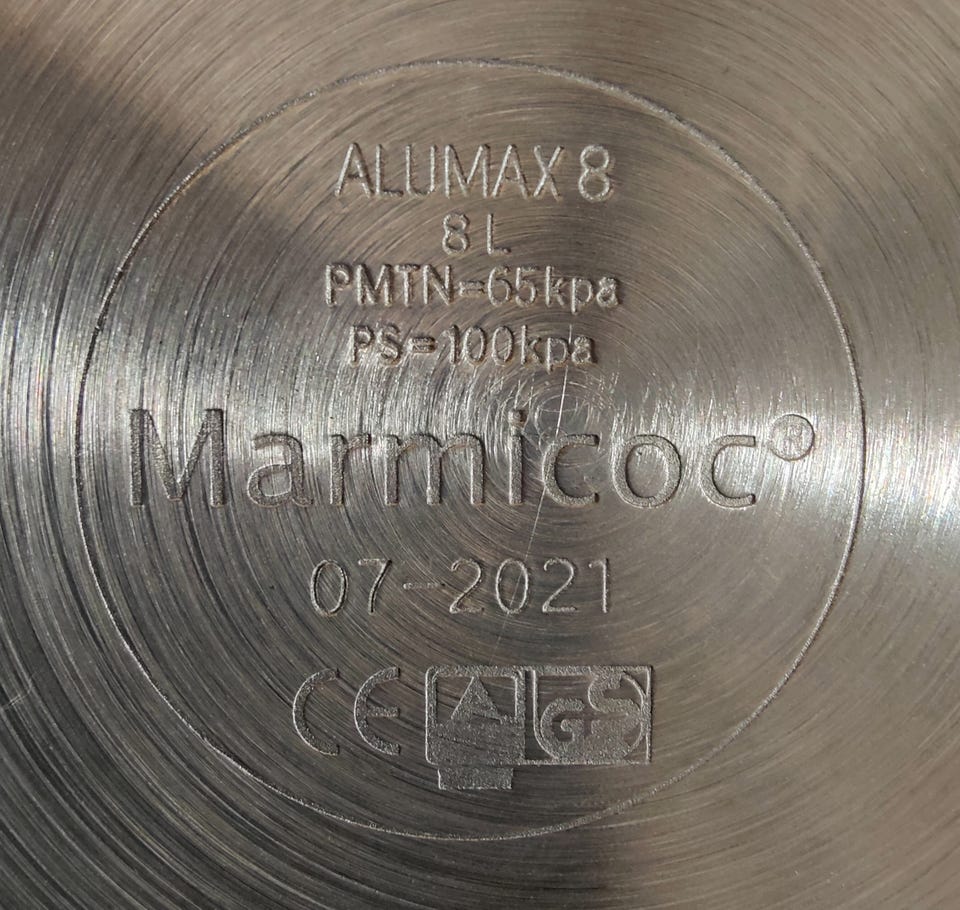 ALUMAX 8
8 L
PMTN=65kpa
PS=100kpa
Marmicoc®
07-2021
CE GS